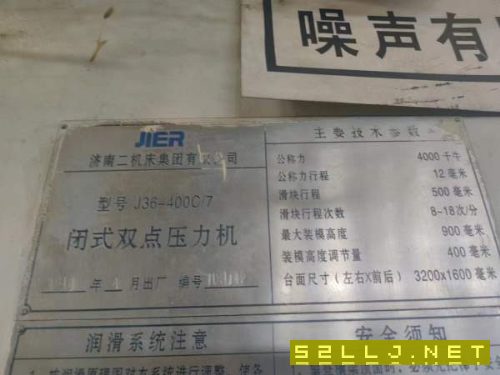 噪声有
JIER
济南二机床集团有限公司
型号 J36-400C/7
闭式双点压力机
年 月出厂 编号
主要技术参数
公称力 4000 千牛
公称力行程 12 毫米
滑块行程 500 毫米
滑块行程次数 8-18次/分
最大装模高度 900 毫米
装模高度调节量 400 毫米
台面尺寸（左右X前后） 3200x1600 毫米
润滑系统注意
安全须知
52LLJ.NET